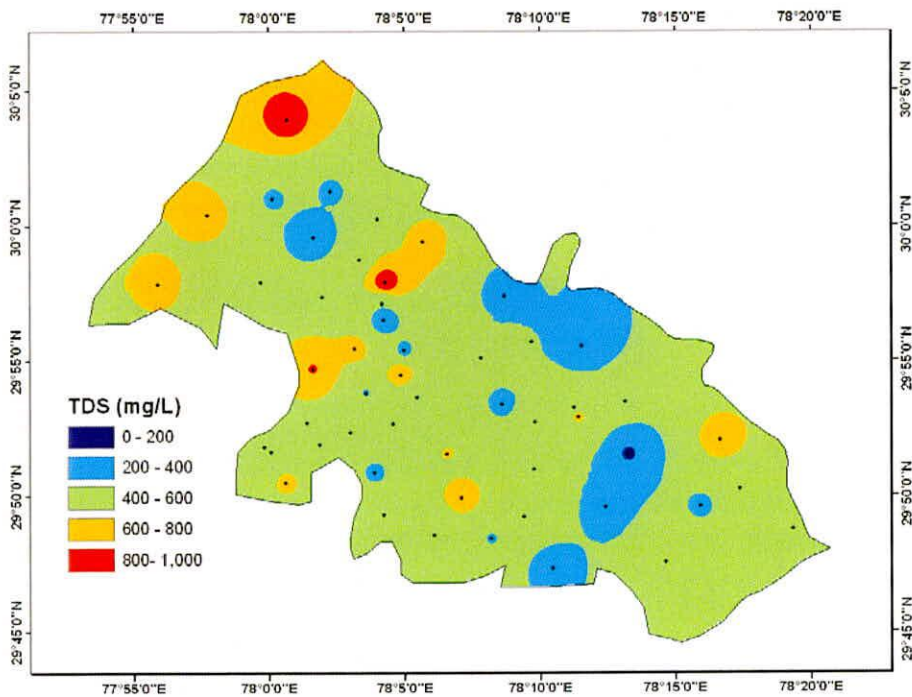 77°55'0"E 78°0'0"E 78°5'0"E 78°10'0"E 78°15'0"E 78°20'0"E
30°5'0"N 30°5'0"N
30°0'0"N 30°0'0"N
29°55'0"N 29°55'0"N
TDS (mg/L)
0 - 200
200 - 400
400 - 600
600 - 800
800- 1,000
29°50'0"N 29°50'0"N
29°45'0"N 29°45'0"N
77°55'0"E 78°0'0"E 78°5'0"E 78°10'0"E 78°15'0"E 78°20'0"E